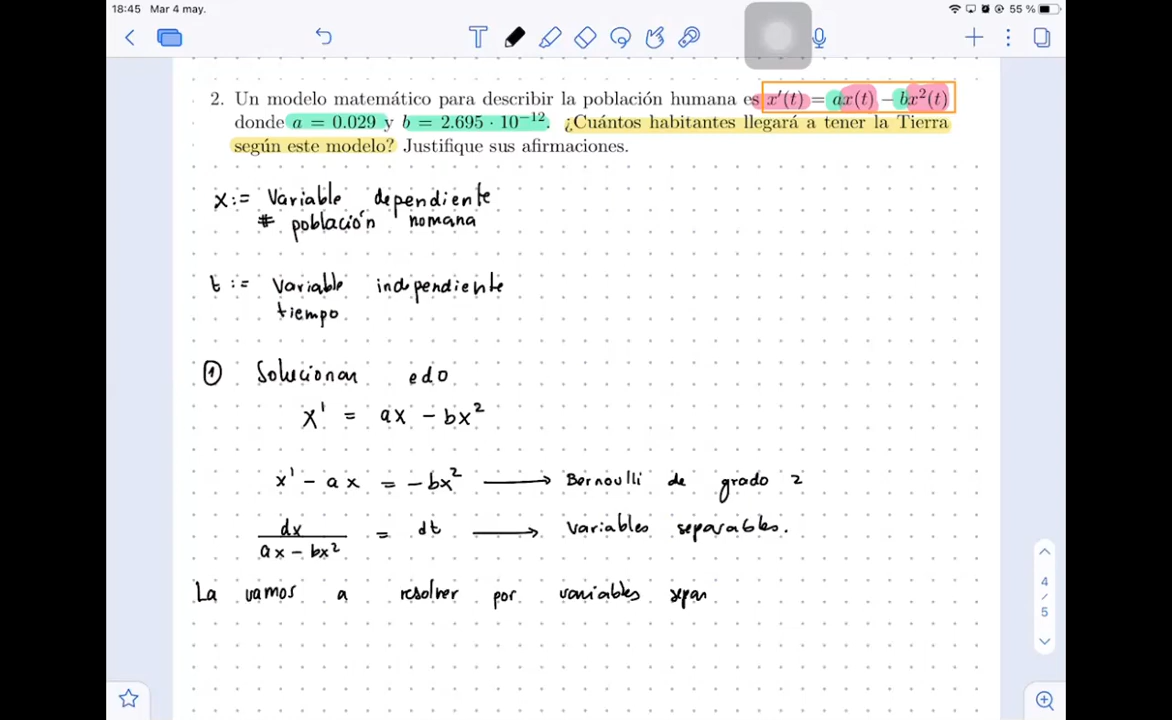 18:45 Mar 4 may.
55 %
2. Un modelo matemático para describir la población humana es x′(t) = ax(t) − bx²(t)
donde a = 0.029 y b = 2.695 · 10⁻¹². ¿Cuántos habitantes llegará a tener la Tierra
según este modelo? Justifique sus afirmaciones.
x := Variable dependiente
# población humana
t := Variable independiente
tiempo
① Solucionar edo
x' = ax - bx²
x' - ax = -bx² → Bernoulli de grado 2
dx / ax - bx² = dt → Variables separables.
La vamos a resolver por variables sepan
4
/
5